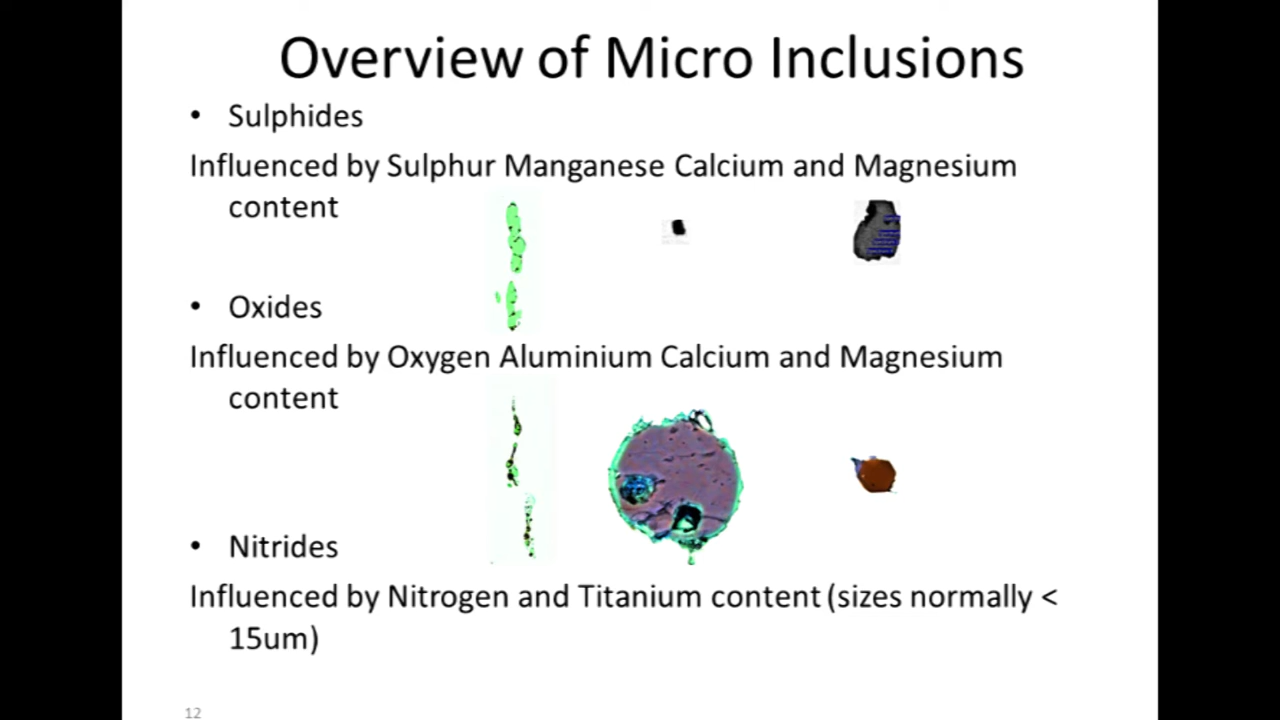 Overview of Micro Inclusions
• Sulphides
Influenced by Sulphur Manganese Calcium and Magnesium
content
• Oxides
Influenced by Oxygen Aluminium Calcium and Magnesium
content
• Nitrides
Influenced by Nitrogen and Titanium content (sizes normally <
15um)
12